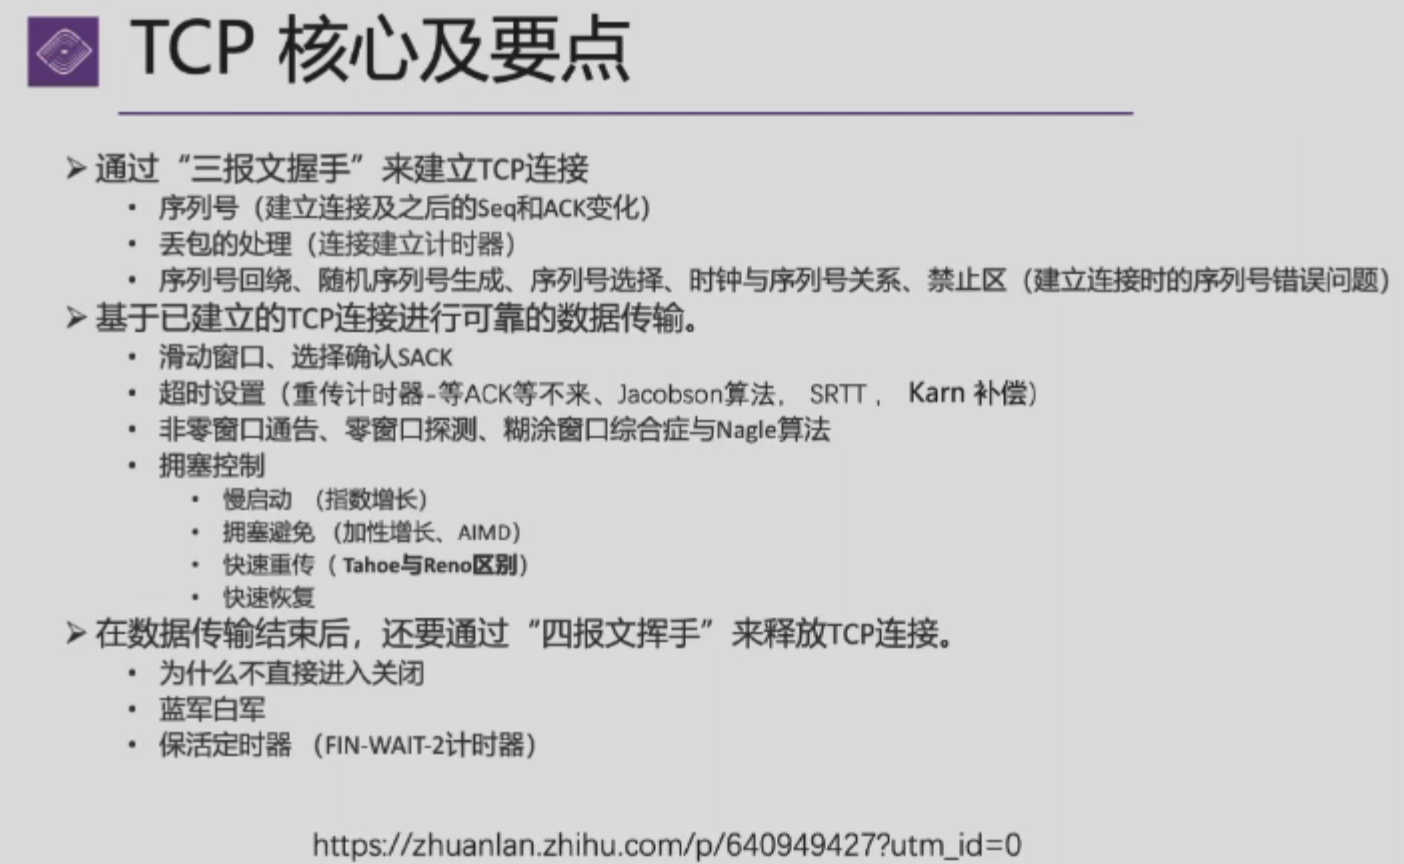 TCP 核心及要点
➢ 通过“三报文握手”来建立TCP连接
• 序列号（建立连接及之后的Seq和ACK变化）
• 丢包的处理（连接建立计时器）
• 序列号回绕、随机序列号生成、序列号选择、时钟与序列号关系、禁止区（建立连接时的序列号错误问题）
➢ 基于已建立的TCP连接进行可靠的数据传输。
• 滑动窗口、选择确认SACK
• 超时设置（重传计时器-等ACK等不来、Jacobson算法， SRTT ， Karn 补偿）
• 非零窗口通告、零窗口探测、糊涂窗口综合症与Nagle算法
• 拥塞控制
• 慢启动 （指数增长）
• 拥塞避免 （加性增长、AIMD）
• 快速重传（ Tahoe与Reno区别）
• 快速恢复
➢ 在数据传输结束后，还要通过“四报文挥手”来释放TCP连接。
• 为什么不直接进入关闭
• 蓝军白军
• 保活定时器 （FIN-WAIT-2计时器）
https://zhuanlan.zhihu.com/p/640949427?utm_id=0